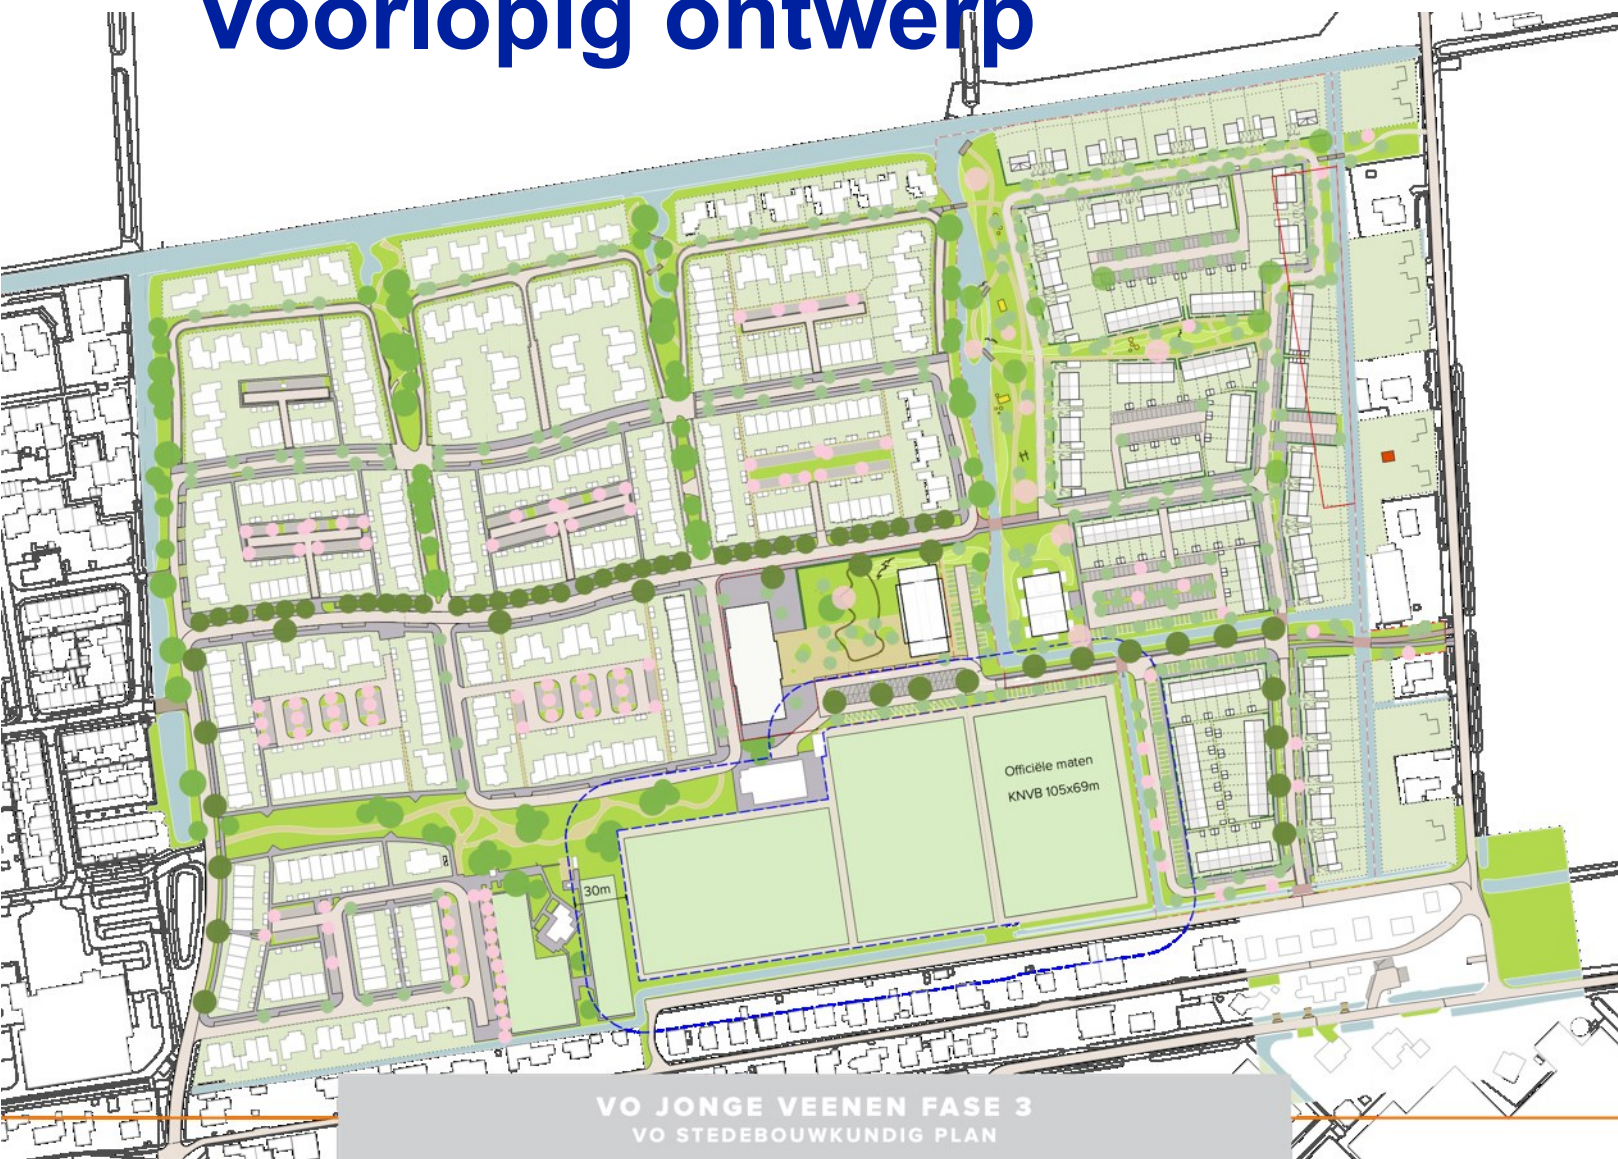 Voorlopig ontwerp
Officiële maten
KNVB 105x69m
30m
VO JONGE VEENEN FASE 3
VO STEDEBOUWKUNDIG PLAN